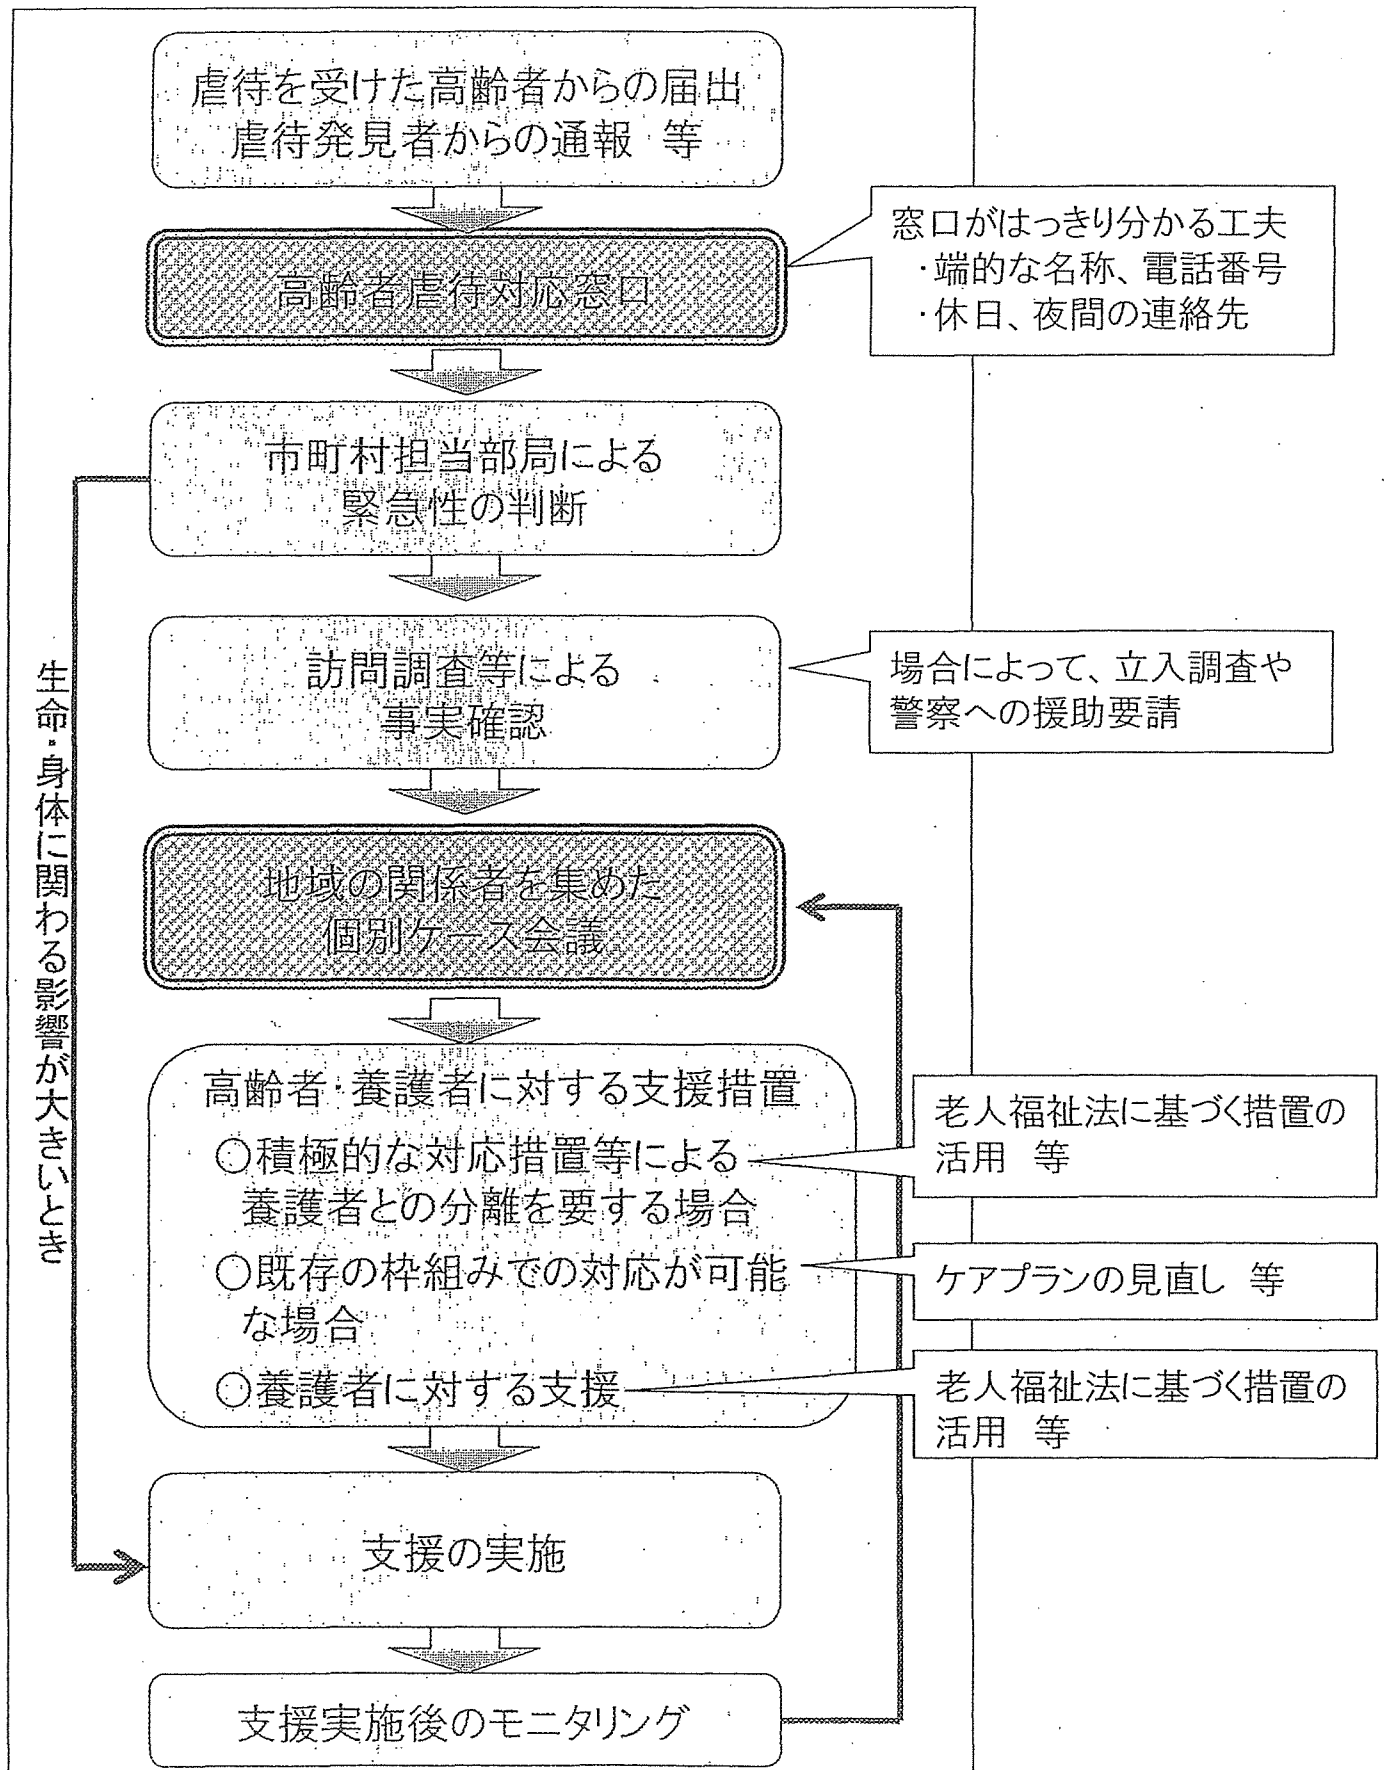 虐待を受けた高齢者からの届出
虐待発見者からの通報 等
高齢者虐待対応窓口
窓口がはっきり分かる工夫
・端的な名称、電話番号
・休日、夜間の連絡先
市町村担当部局による
緊急性の判断
訪問調査等による
事実確認
場合によって、立入調査や
警察への援助要請
生命・身体に関わる影響が大きいとき
地域の関係者を集めた
個別ケース会議
高齢者・養護者に対する支援措置
○積極的な対応措置等による
養護者との分離を要する場合
老人福祉法に基づく措置の
活用 等
○既存の枠組みでの対応が可能
な場合
ケアプランの見直し 等
○養護者に対する支援
老人福祉法に基づく措置の
活用 等
支援の実施
支援実施後のモニタリング